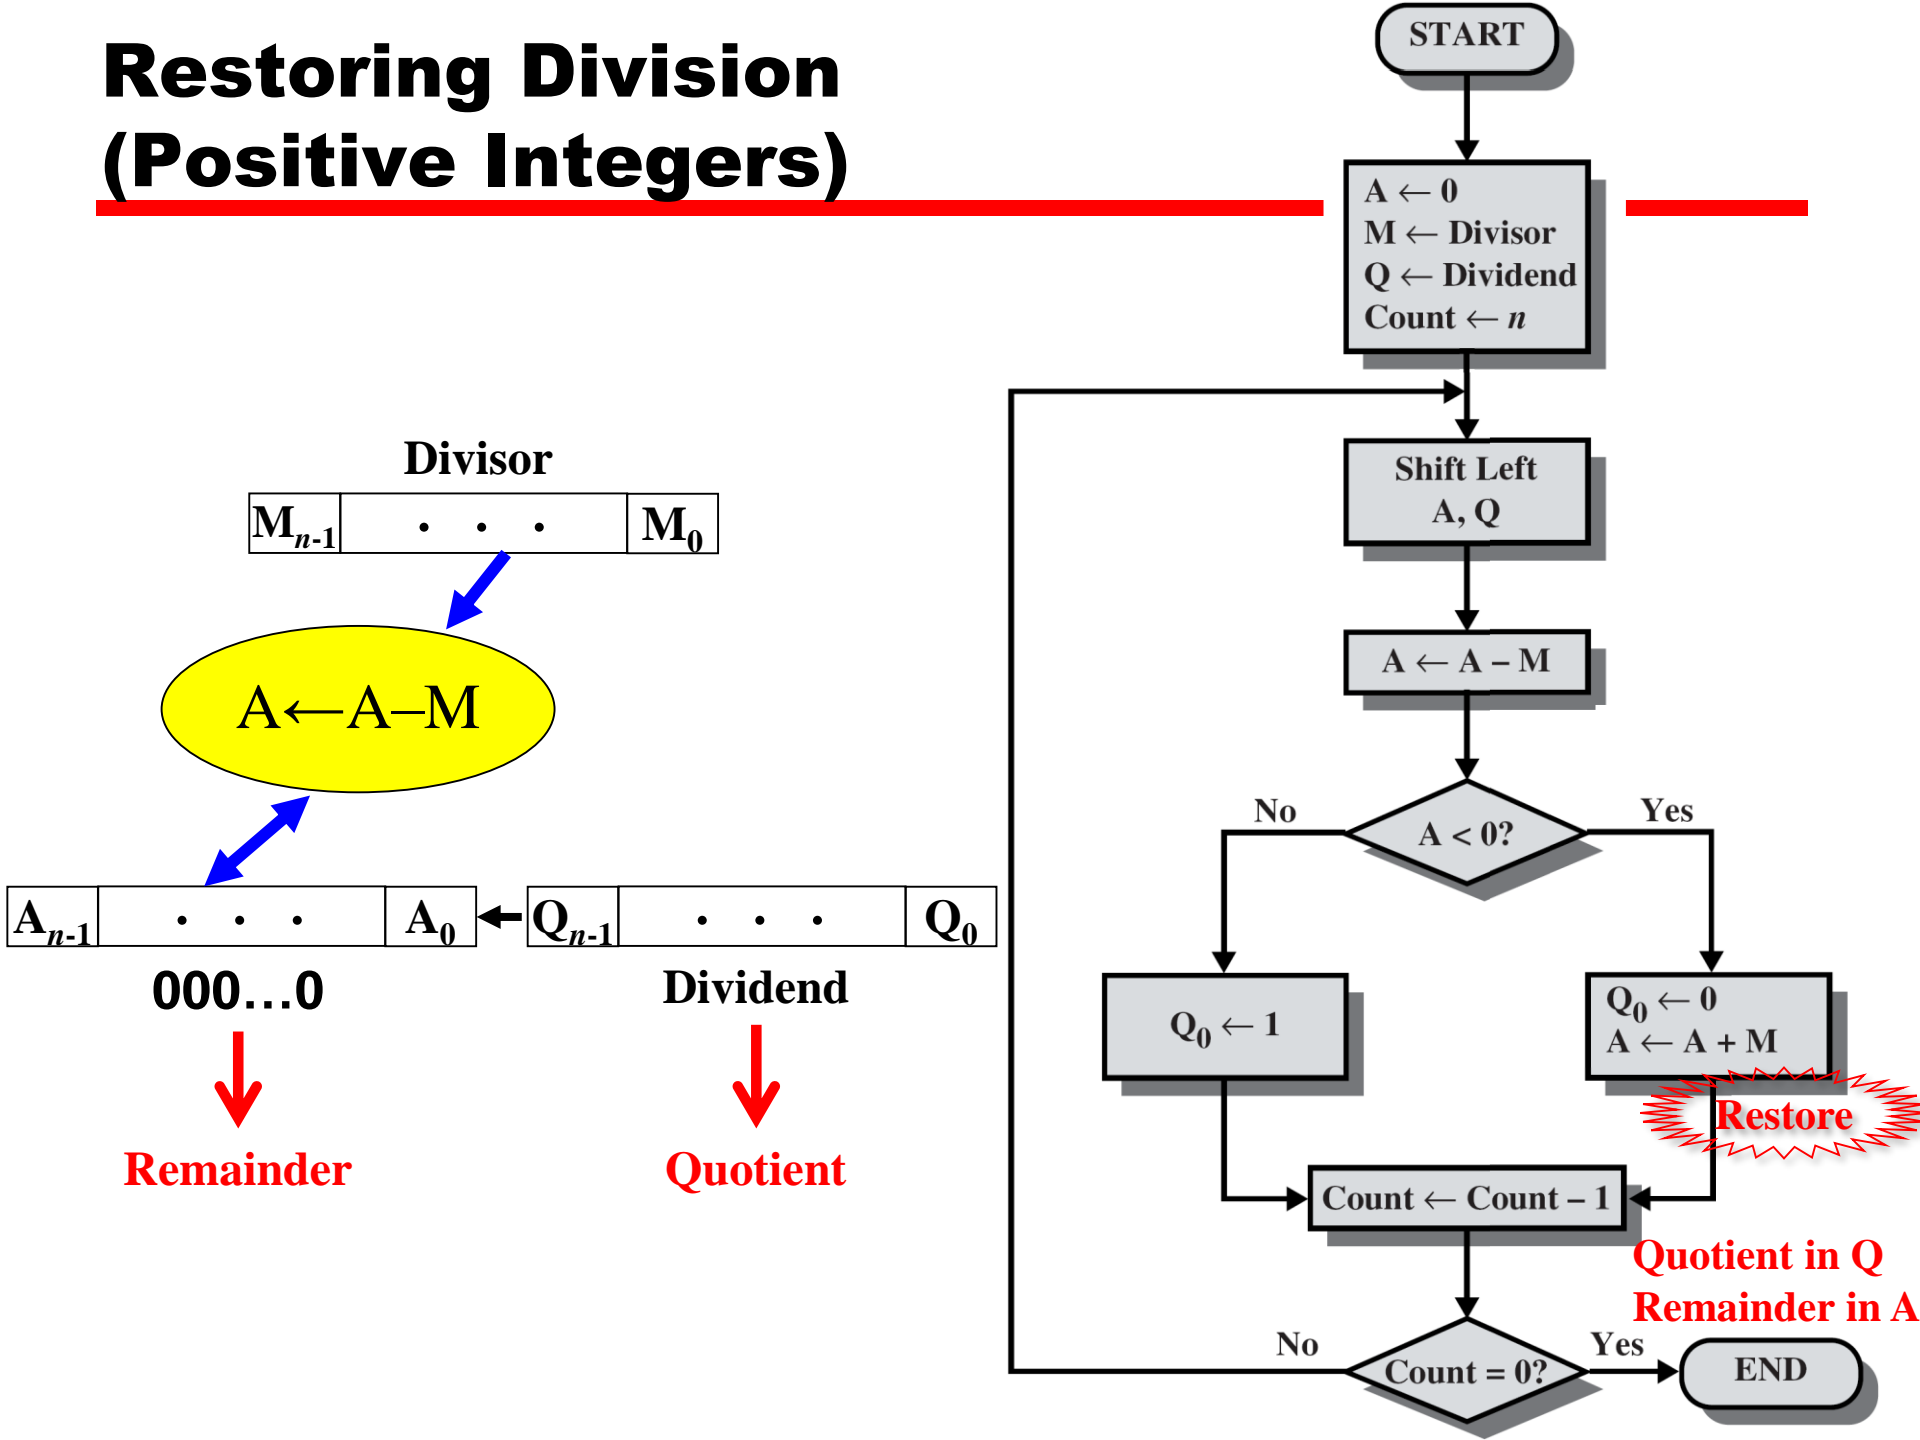 Restoring Division
(Positive Integers)
START
A ← 0
M ← Divisor
Q ← Dividend
Count ← n
Shift Left
A, Q
A ← A – M
A < 0?
No
Yes
Q0 ← 1
Q0 ← 0
A ← A + M
Restore
Count ← Count – 1
Quotient in Q
Remainder in A
Count = 0?
No
Yes
END
Divisor
Mn-1 . . . M0
A←A–M
An-1 . . . A0 Qn-1 . . . Q0
000...0 Dividend
Remainder Quotient